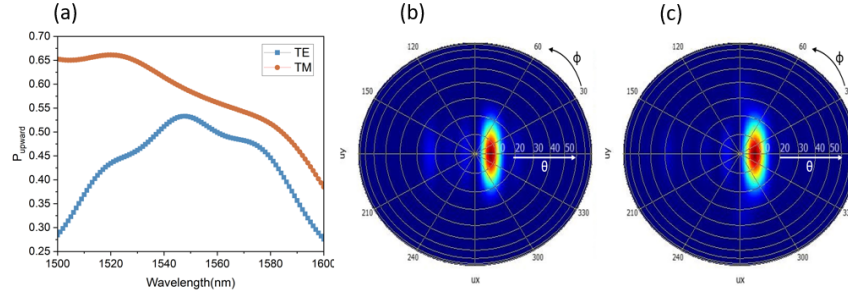 (a)
(b)
(c)
0.70
0.65
0.60
0.55
0.50
0.45
0.40
0.35
0.30
0.25
P upward
TE
TM
1500
1520
1540
1560
1580
1600
Wavelength(nm)
120
60
ϕ
150
30
uy
10 20 30 40 50
θ
210
330
240
300
ux
120
60
ϕ
150
30
uy
10 20 30 40 50
θ
210
330
240
300
ux